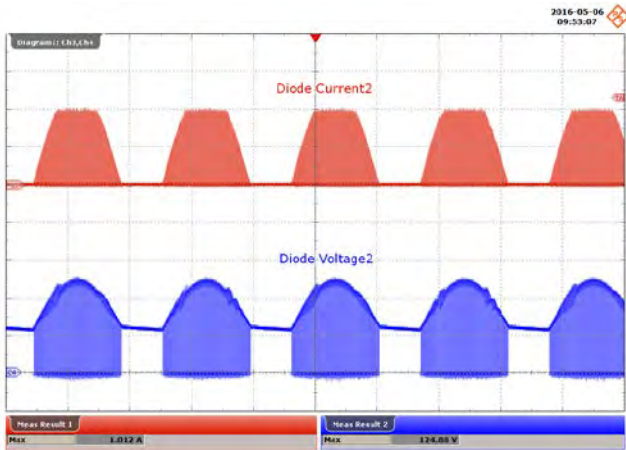 2016-05-06
09:53:07
Diagram1: Ch3,Ch4
Diode Current2
Diode Voltage2
Meas Result 1
Meas Result 2
Max 1.012 A
Max 124.88 V